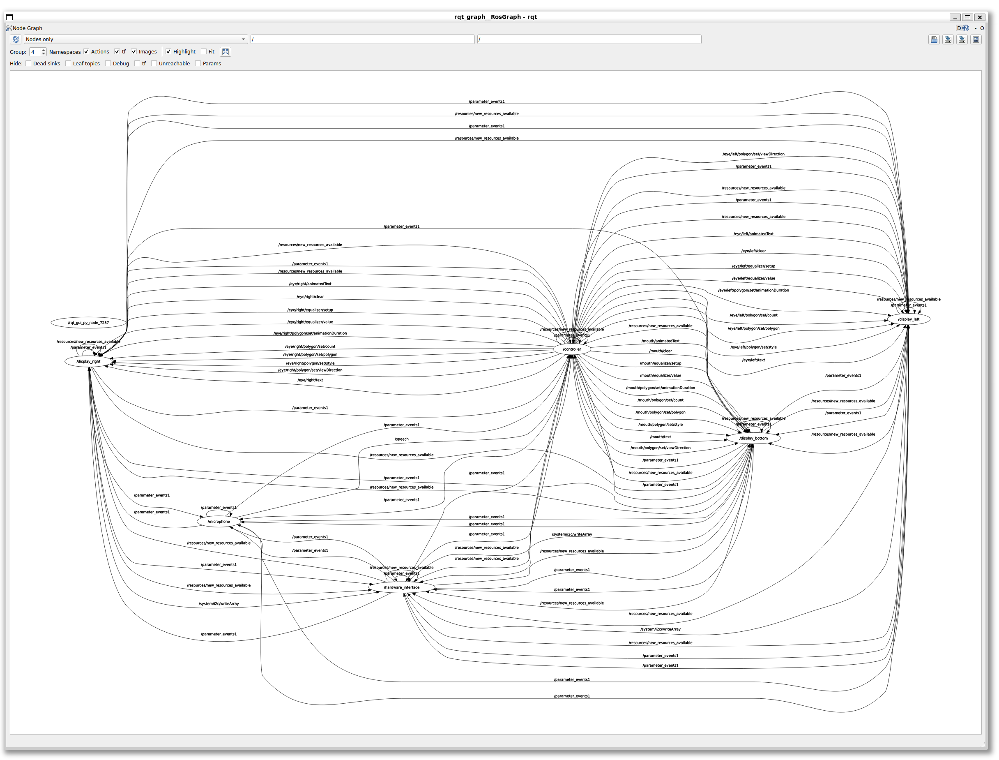 rqt_graph__RosGraph - rqt
Node Graph
D - O
Nodes only / /
Group: 4 Namespaces Actions tf Images Highlight Fit
Hide: Dead sinks Leaf topics Debug tf Unreachable Params
/parameter_events1
/resources/new_resources_available
/parameter_events1
/resources/new_resources_available
/eye/left/polygon/set/viewDirection
/parameter_events1
/resources/new_resources_available
/parameter_events1
/resources/new_resources_available
/parameter_events1
/eye/left/animatedText
/resources/new_resources_available
/eye/left/clear
/parameter_events1
/eye/left/equalizer/setup
/resources/new_resources_available
/eye/left/equalizer/value
/eye/right/animatedText
/eye/left/polygon/set/animationDuration
/eye/right/clear
/resources/new_resources_available
/parameter_events1
/eye/right/equalizer/setup
/eye/left/polygon/set/count
/display_left
/rqt_gui_py_node_7287
/eye/right/equalizer/value
/resources/new_resources_available
/eye/left/polygon/set/polygon
/resources/new_resources_available
/eye/right/polygon/set/animationDuration
/parameter_events1
/resources/new_resources_available
/mouth/animatedText
/parameter_events1
/eye/right/polygon/set/count
/controller
/mouth/clear
/eye/left/polygon/set/style
/eye/right/polygon/set/polygon
/display_right
/eye/right/polygon/set/style
/mouth/equalizer/setup
/eye/left/text
/eye/right/polygon/set/viewDirection
/mouth/equalizer/value
/parameter_events1
/eye/right/text
/mouth/polygon/set/animationDuration
/mouth/polygon/set/count
/resources/new_resources_available
/parameter_events1
/mouth/polygon/set/polygon
/parameter_events1
/resources/new_resources_available
/parameter_events1
/mouth/polygon/set/style
/parameter_events1
/resources/new_resources_available
/speech
/mouth/text
/display_bottom
/mouth/polygon/set/viewDirection
/resources/new_resources_available
/parameter_events1
/parameter_events1
/resources/new_resources_available
/parameter_events1
/parameter_events1
/resources/new_resources_available
/parameter_events1
/parameter_events1
/parameter_events1
/parameter_events1
/parameter_events1
/microphone
/parameter_events1
/parameter_events1
/parameter_events1
/system/i2c/writeArray
/resources/new_resources_available
/resources/new_resources_available
/parameter_events1
/resources/new_resources_available
/resources/new_resources_available
/parameter_events1
/resources/new_resources_available
/parameter_events1
/parameter_events1
/resources/new_resources_available
/hardware_interface
/parameter_events1
/system/i2c/writeArray
/resources/new_resources_available
/resources/new_resources_available
/system/i2c/writeArray
/parameter_events1
/resources/new_resources_available
/parameter_events1
/parameter_events1
/parameter_events1
/parameter_events1